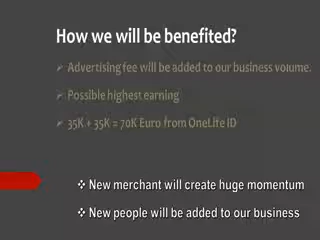 How we will be benefited?
Advertising fee will be added to our business volume.
Possible highest earning
35K + 35K = 70K Euro from OneLife ID
New merchant will create huge momentum
New people will be added to our business